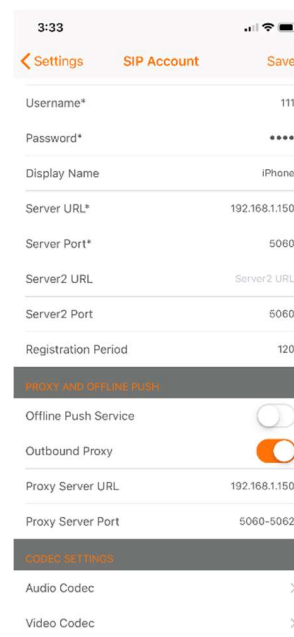 3:33
Settings SIP Account Save
Username* 111
Password* ••••
Display Name iPhone
Server URL* 192.168.1.150
Server Port* 5060
Server2 URL Server2 URL
Server2 Port 5060
Registration Period 120
PROXY AND OFFLINE PUSH
Offline Push Service
Outbound Proxy
Proxy Server URL 192.168.1.150
Proxy Server Port 5060-5062
CODEC SETTINGS
Audio Codec
Video Codec